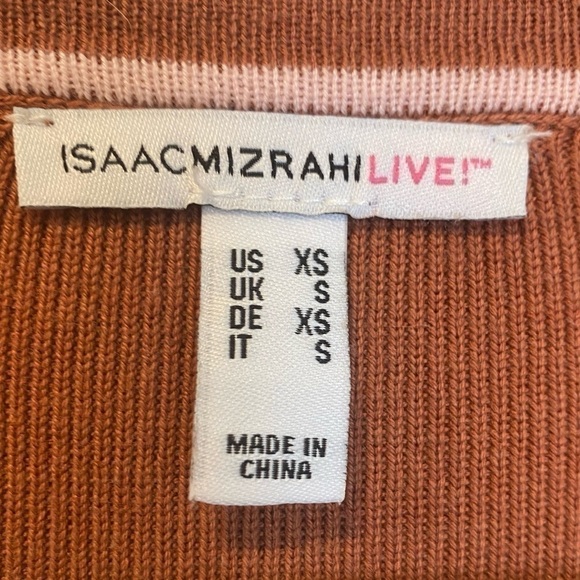 ISAACMIZRAHILIVE!™
US XS
UK S
DE XS
IT S
MADE IN
CHINA